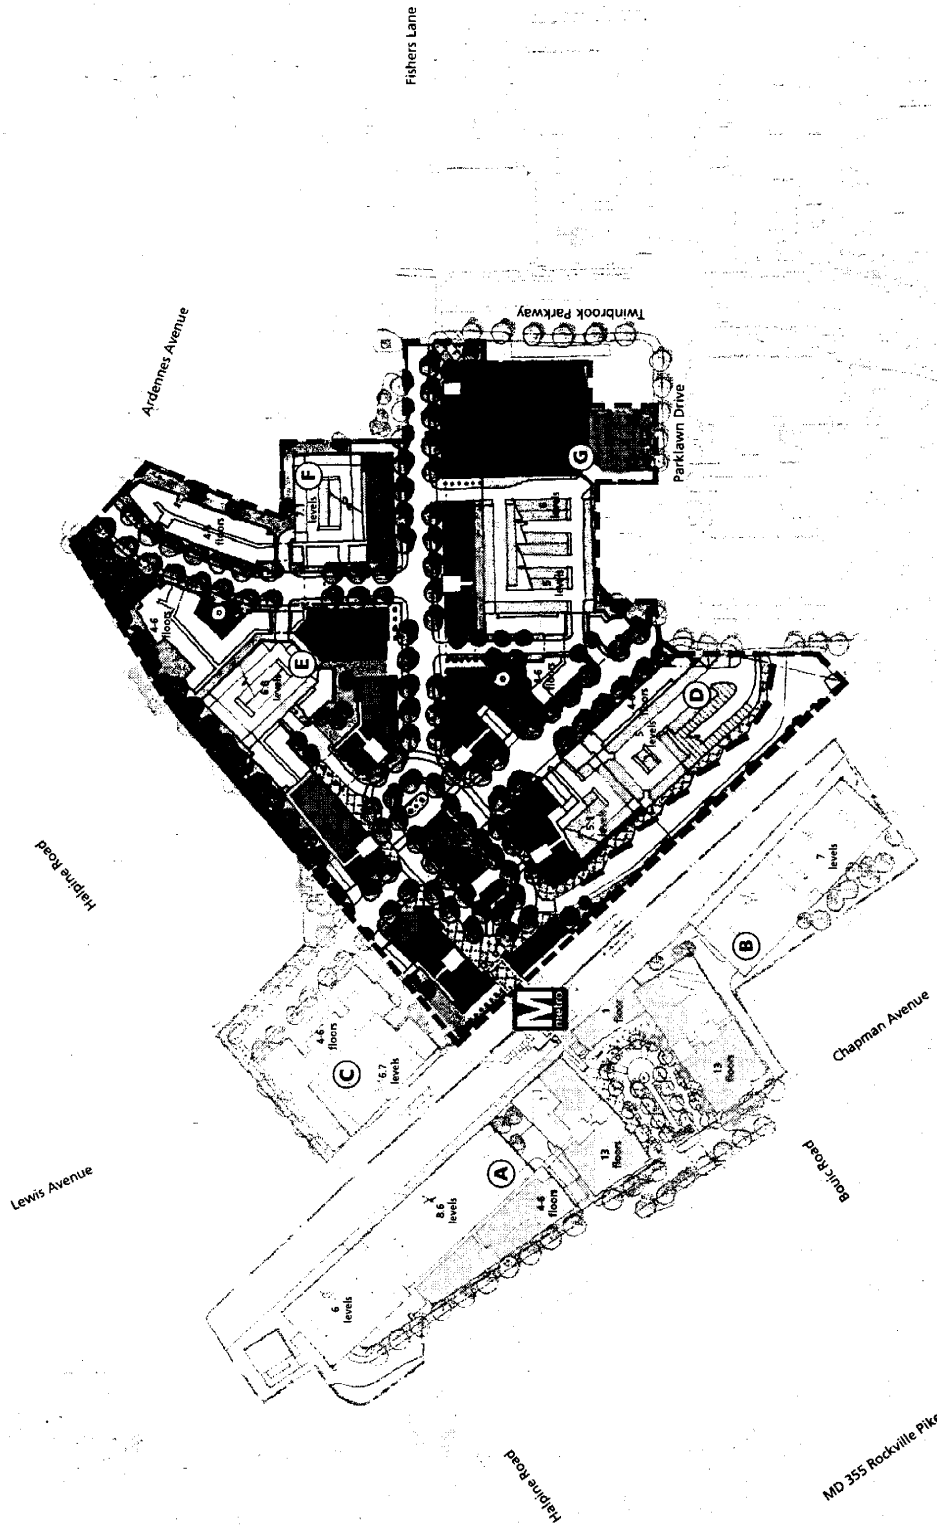 Fishers Lane
Ardennes Avenue
Twinbrook Parkway
Parklawn Drive
F
levels
G
4-6
floors
levels
E
6-8
levels
4-6
floors
D
5
levels
Halpine Road
7
levels
B
M
metro
1
floor
4-6
floors
C
6.7
levels
Chapman Avenue
13
floors
13
floors
A
8.6
levels
4-6
floors
Lewis Avenue
Bouic Road
6
levels
Halpine Road
MD 355 Rockville Pike